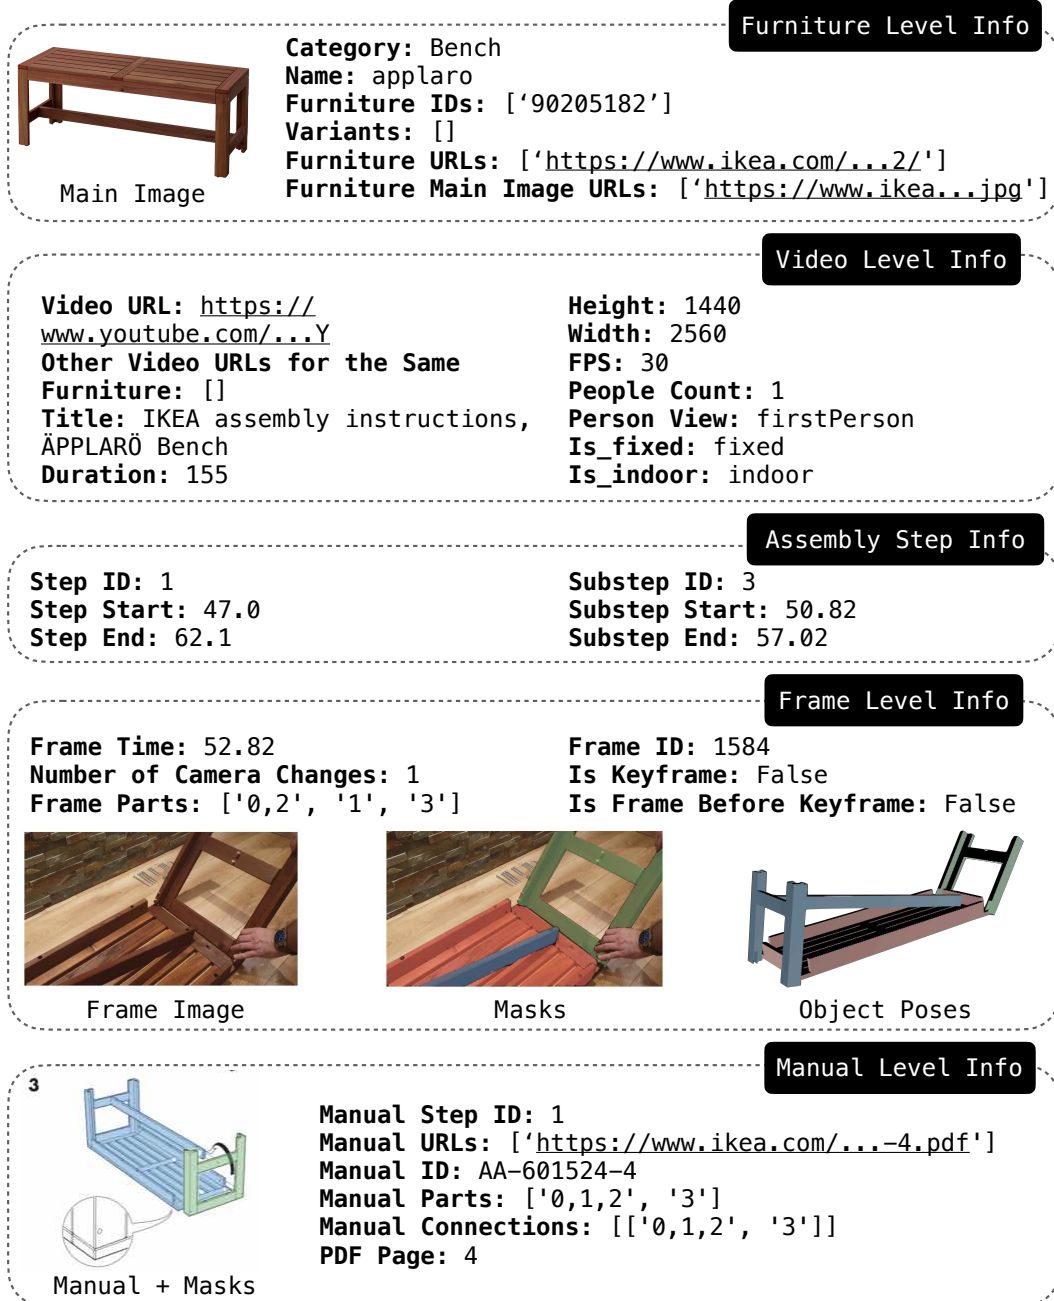 Furniture Level Info
Category: Bench
Name: applaro
Furniture IDs: [‘90205182’]
Variants: []
Furniture URLs: [‘https://www.ikea.com/...2/']
Furniture Main Image URLs: [‘https://www.ikea...jpg']
Main Image
Video Level Info
Video URL: https://
www.youtube.com/...Y
Other Video URLs for the Same
Furniture: []
Title: IKEA assembly instructions,
ÄPPLARÖ Bench
Duration: 155
Height: 1440
Width: 2560
FPS: 30
People Count: 1
Person View: firstPerson
Is_fixed: fixed
Is_indoor: indoor
Assembly Step Info
Step ID: 1
Step Start: 47.0
Step End: 62.1
Substep ID: 3
Substep Start: 50.82
Substep End: 57.02
Frame Level Info
Frame Time: 52.82
Number of Camera Changes: 1
Frame Parts: ['0,2', '1', '3']
Frame ID: 1584
Is Keyframe: False
Is Frame Before Keyframe: False
Frame Image
Masks
Object Poses
Manual Level Info
3
Manual Step ID: 1
Manual URLs: [‘https://www.ikea.com/...-4.pdf']
Manual ID: AA-601524-4
Manual Parts: ['0,1,2', '3']
Manual Connections: [['0,1,2', '3']]
PDF Page: 4
Manual + Masks